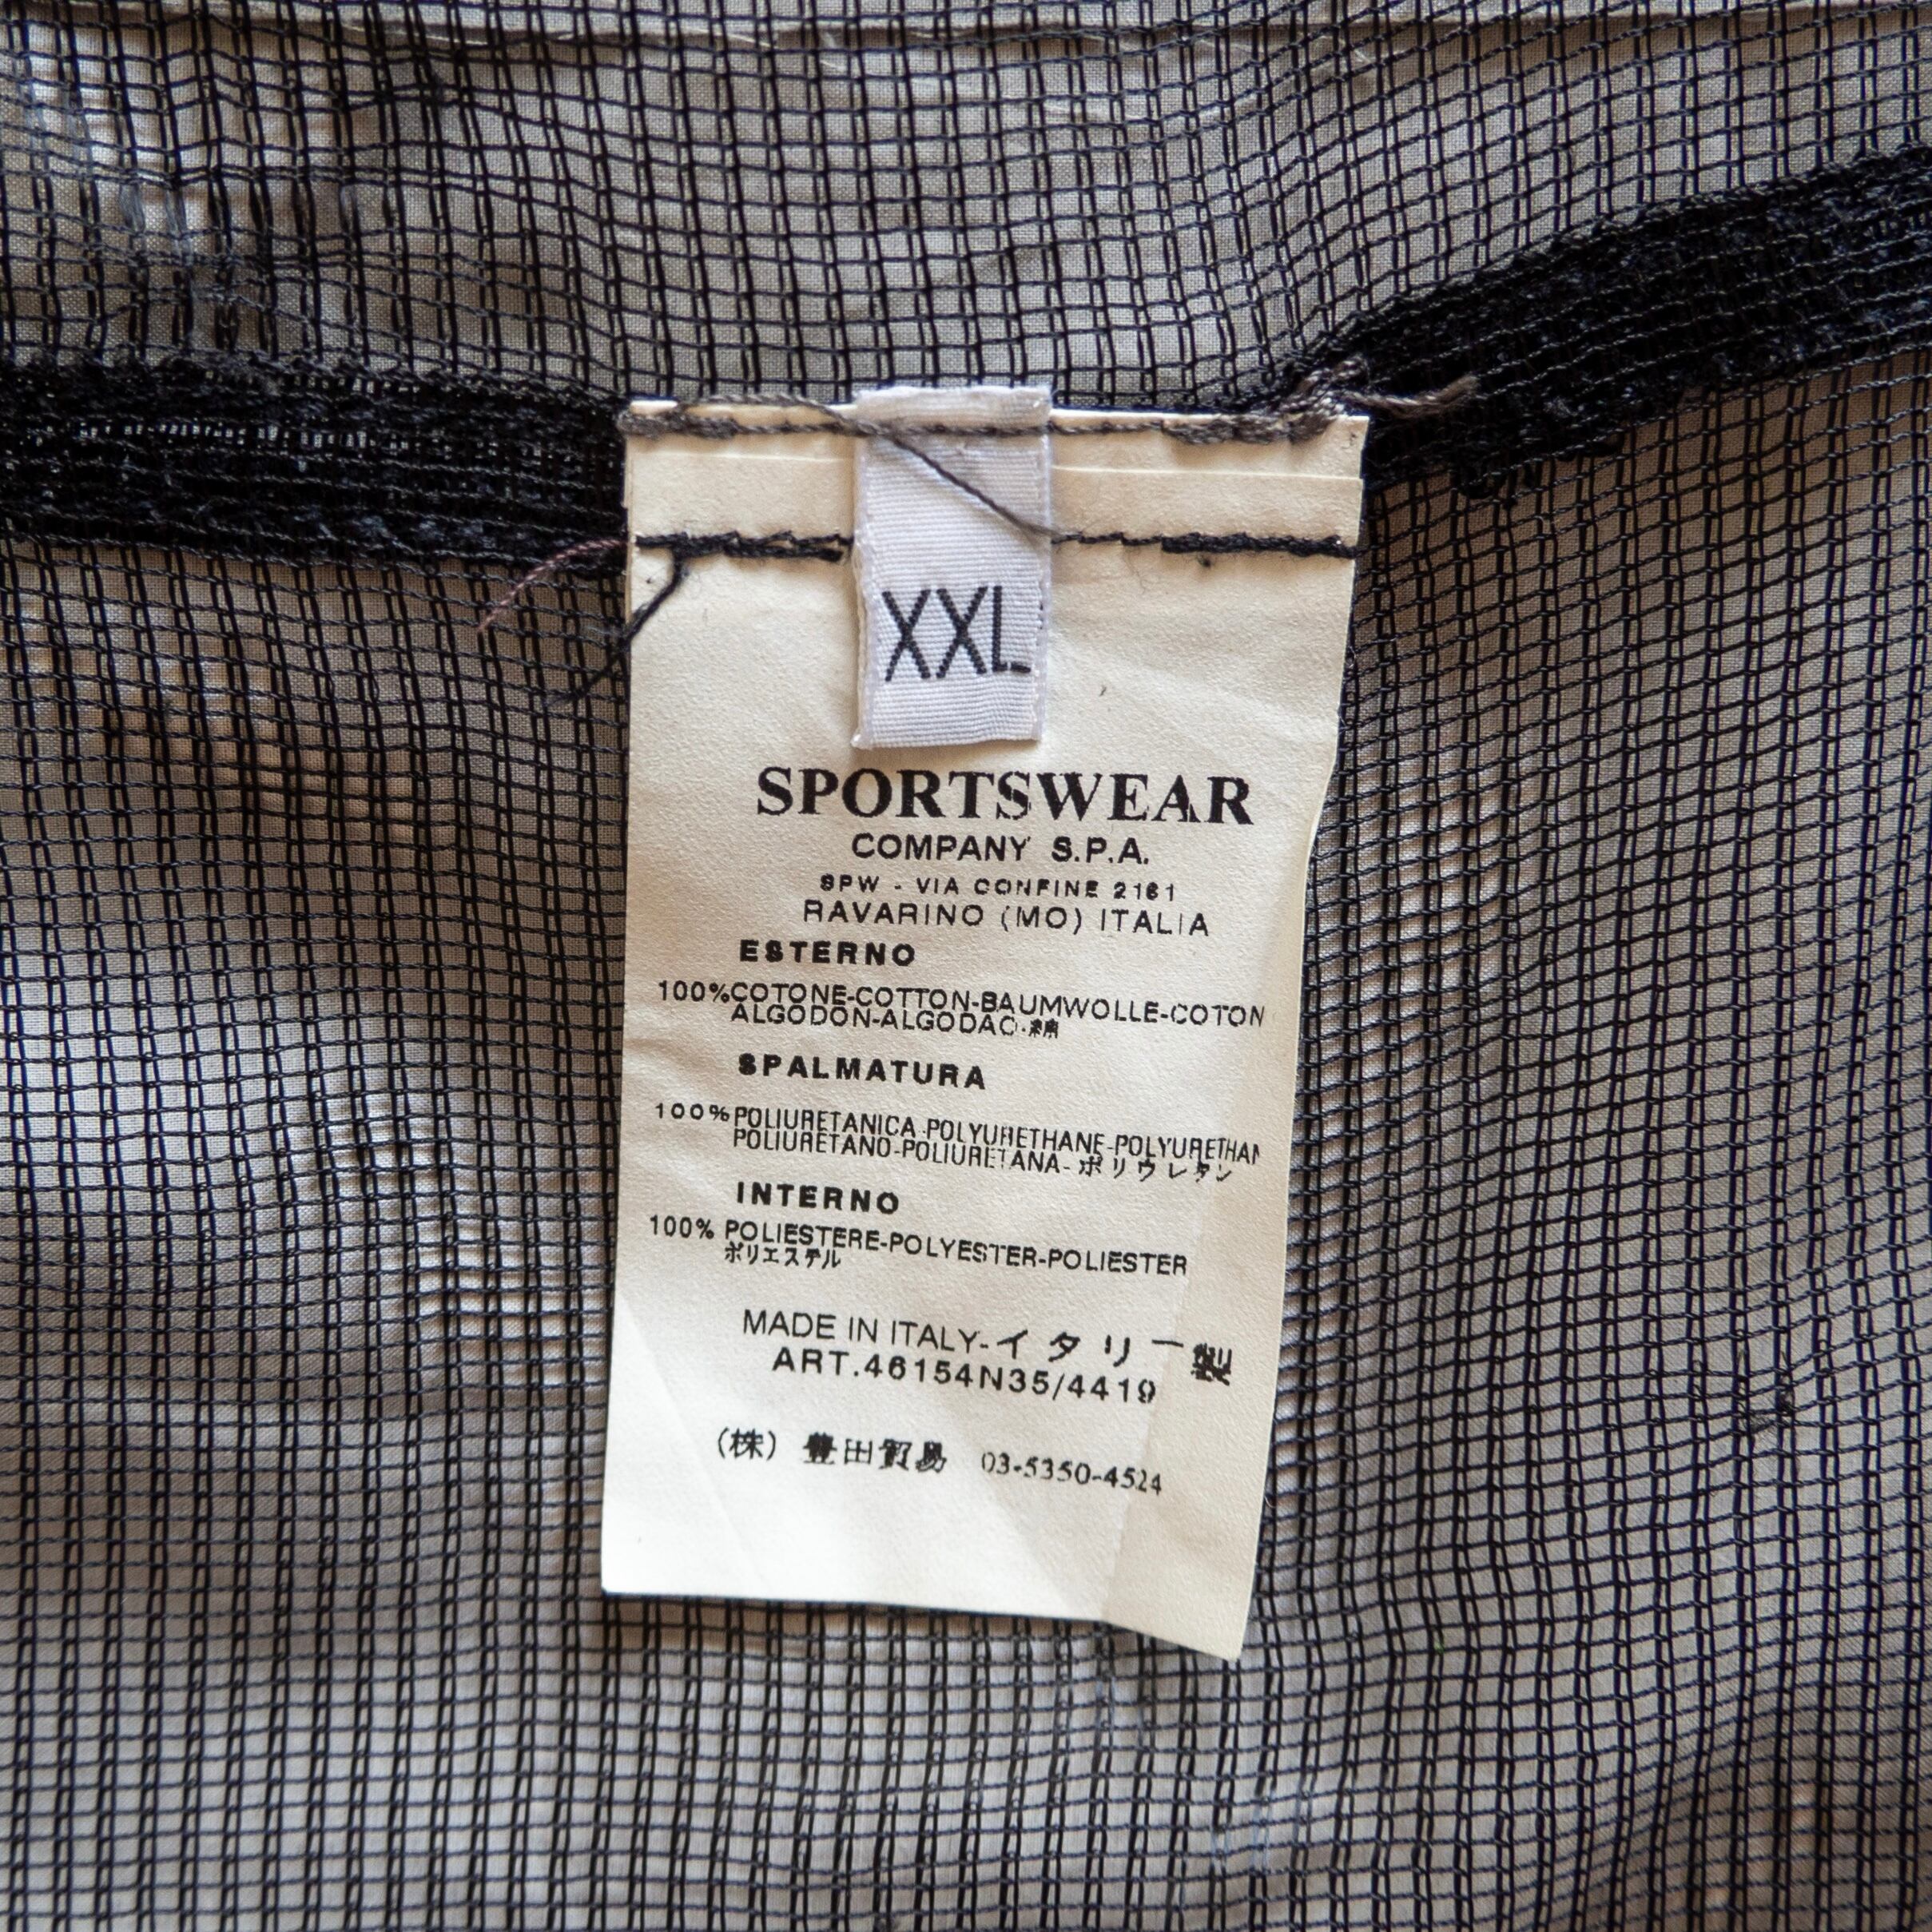 XXL
SPORTSWEAR
COMPANY S.P.A.
SPW - VIA CONFINE 2161
RAVARINO (MO) ITALIA
ESTERNO
100%COTONE-COTTON-BAUMWOLLE-COTON
ALGODON-ALGODAO-綿
SPALMATURA
100%POLIURETANICA-POLYURETHANE-POLYURETHAN
POLIURETANO-POLIURETANA-ポリウレタン
INTERNO
100% POLIESTERE-POLYESTER-POLIESTER
ポリエステル
MADE IN ITALY-イタリー製
ART.46154N35/4419
(株) 豊田貿易 03-5350-4524